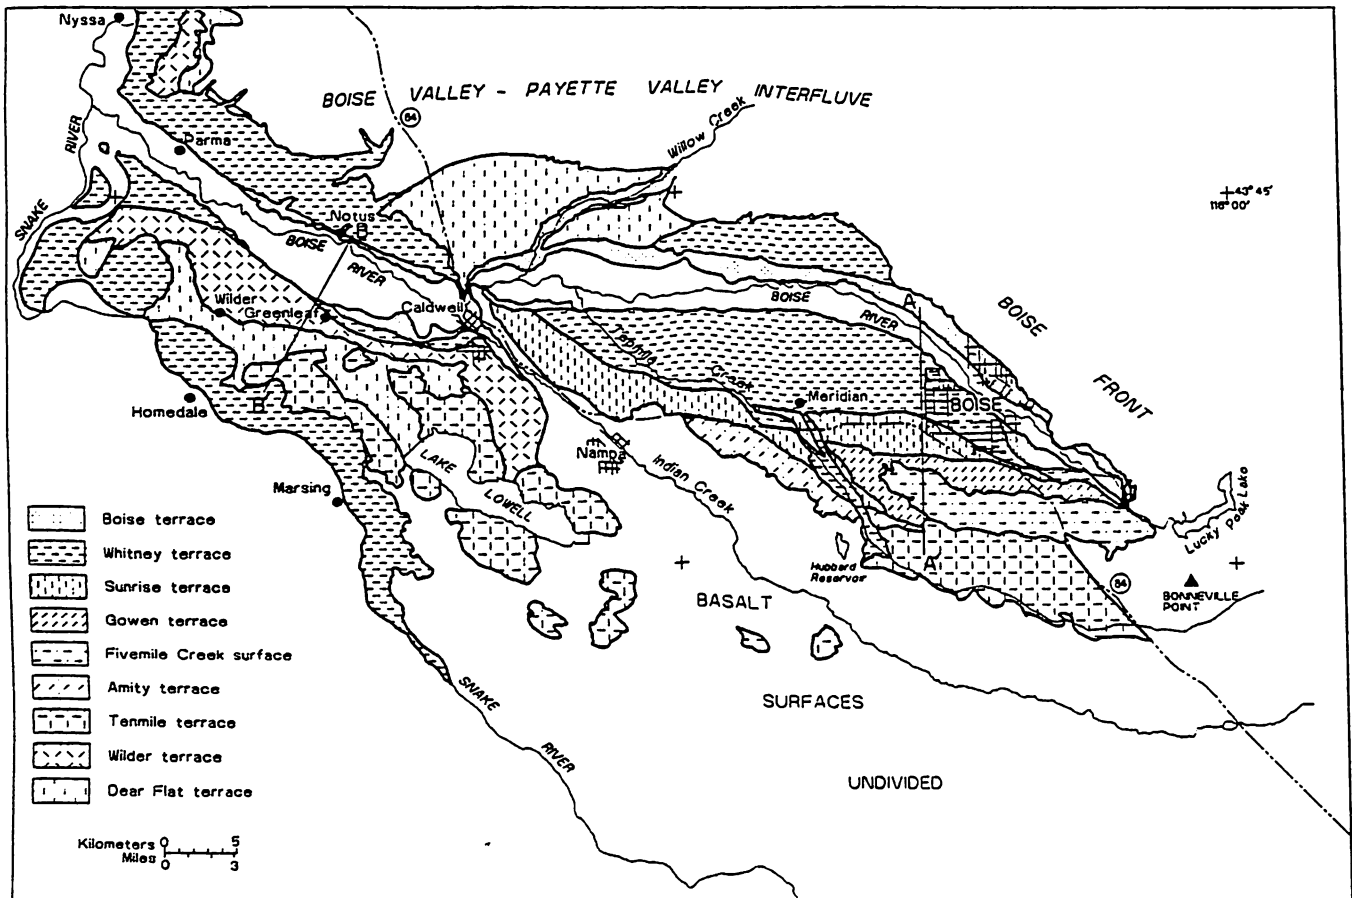 Nyssa
BOISE VALLEY - PAYETTE VALLEY INTERFLUVE
84
Willow Creek
RIVER
Parma
43° 45'
116° 00'
SNAKE
Notus
B
BOISE
RIVER
BOISE
RIVER
A
BOISE
FRONT
Wilder
Greenleaf
Caldwell
Tenmile
Creek
Meridian
BOISE
Homedale
B'
Nampa
Indian Creek
LAKE
LOWELL
Marsing
Lucky Peak Lake
Hubbard
Reservoir
A'
84
BONNEVILLE
POINT
BASALT
SURFACES
UNDIVIDED
SNAKE
RIVER
Boise terrace
Whitney terrace
Sunrise terrace
Gowen terrace
Fivemile Creek surface
Amity terrace
Tenmile terrace
Wilder terrace
Deer Flat terrace
Kilometers 0 5
Miles 0 3